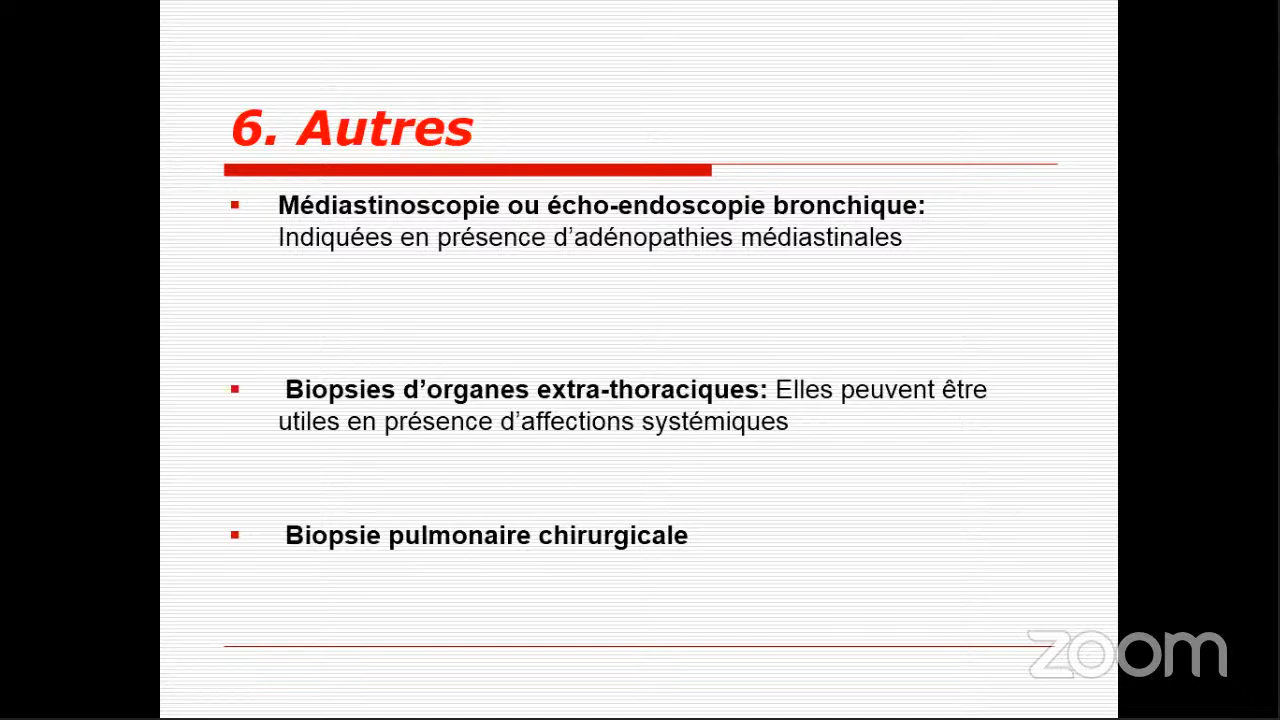 6. Autres
Médiastinoscopie ou écho-endoscopie bronchique:
Indiquées en présence d’adénopathies médiastinales
Biopsies d’organes extra-thoraciques: Elles peuvent être
utiles en présence d’affections systémiques
Biopsie pulmonaire chirurgicale
zoom